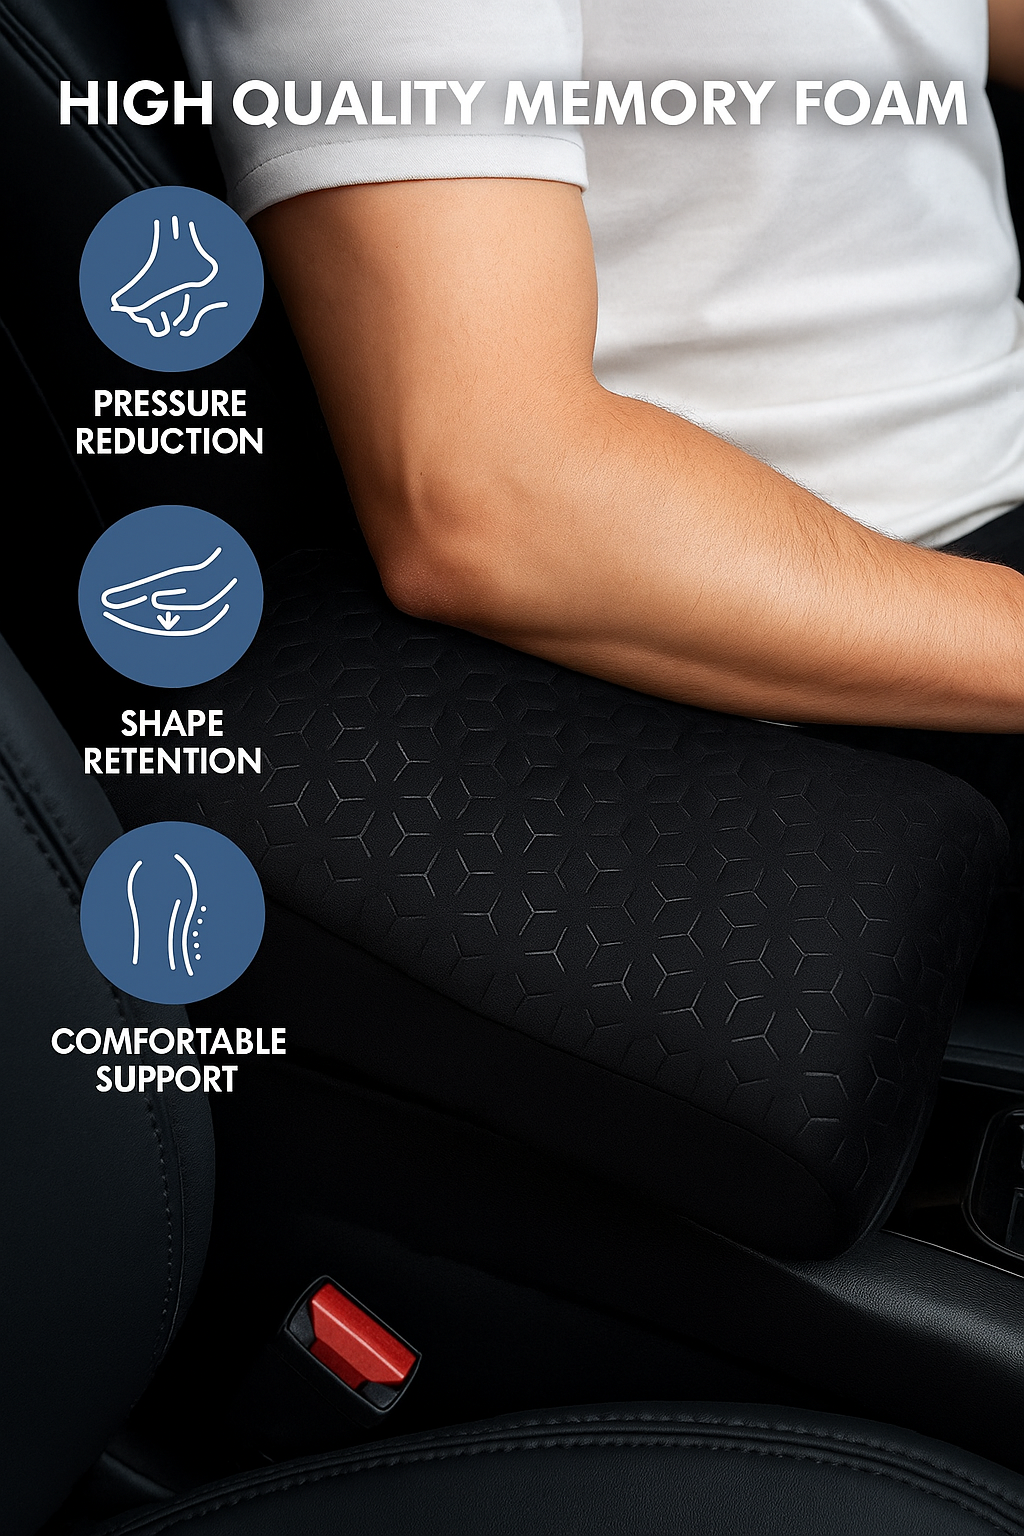 HIGH QUALITY MEMORY FOAM
PRESSURE
REDUCTION
SHAPE
RETENTION
COMFORTABLE
SUPPORT